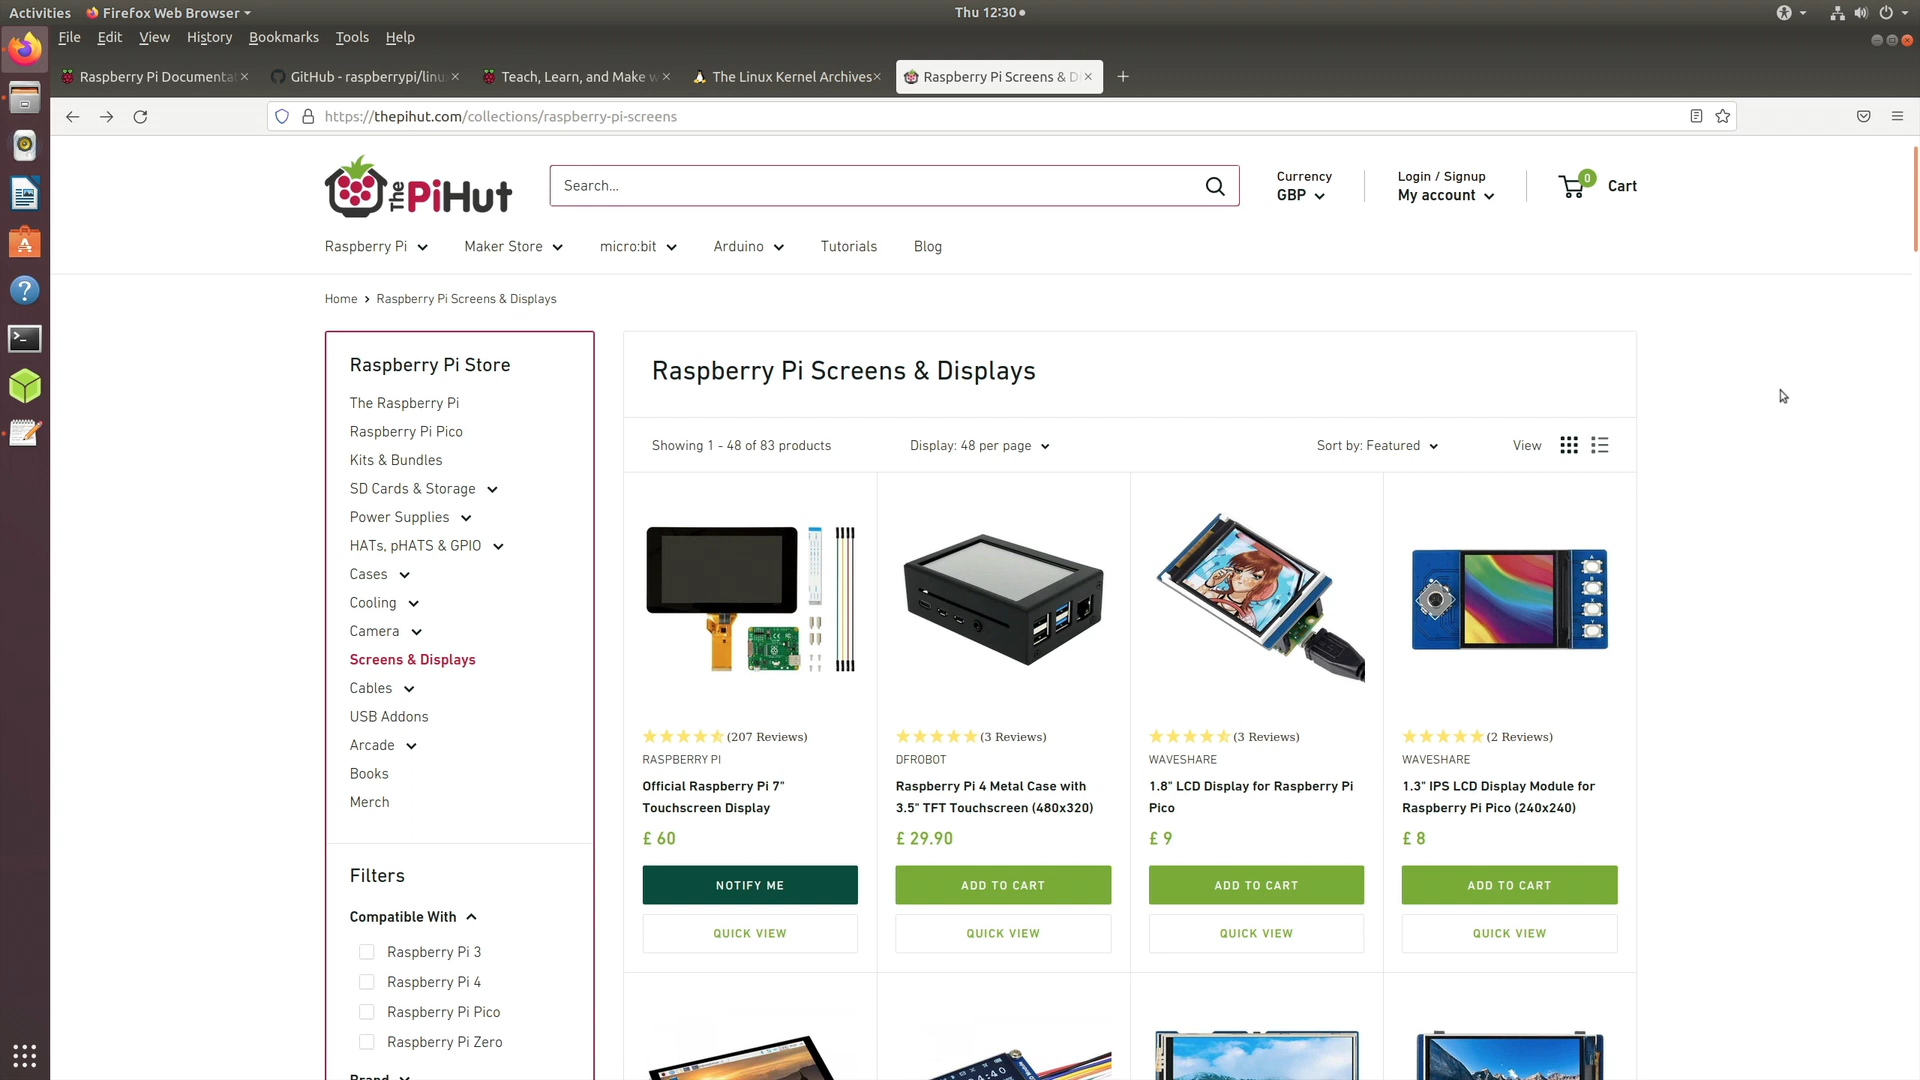 Activities
Firefox Web Browser
Thu 12:30
File Edit View History Bookmarks Tools Help
Raspberry Pi Documenta
GitHub - raspberrypi/linu
Teach, Learn, and Make w
The Linux Kernel Archives
Raspberry Pi Screens & D
https://thepihut.com/collections/raspberry-pi-screens
The PiHut
Search...
Currency
GBP
Login / Signup
My account
0
Cart
Raspberry Pi
Maker Store
micro:bit
Arduino
Tutorials
Blog
Home > Raspberry Pi Screens & Displays
Raspberry Pi Store
The Raspberry Pi
Raspberry Pi Pico
Kits & Bundles
SD Cards & Storage
Power Supplies
HATs, pHATS & GPIO
Cases
Cooling
Camera
Screens & Displays
Cables
USB Addons
Arcade
Books
Merch
Filters
Compatible With
Raspberry Pi 3
Raspberry Pi 4
Raspberry Pi Pico
Raspberry Pi Zero
Brand
Raspberry Pi Screens & Displays
Showing 1 - 48 of 83 products
Display: 48 per page
Sort by: Featured
View
(207 Reviews)
RASPBERRY PI
Official Raspberry Pi 7"
Touchscreen Display
£ 60
NOTIFY ME
QUICK VIEW
(3 Reviews)
DFROBOT
Raspberry Pi 4 Metal Case with
3.5" TFT Touchscreen (480x320)
£ 29.90
ADD TO CART
QUICK VIEW
(3 Reviews)
WAVESHARE
1.8" LCD Display for Raspberry Pi
Pico
£ 9
ADD TO CART
QUICK VIEW
(2 Reviews)
WAVESHARE
1.3" IPS LCD Display Module for
Raspberry Pi Pico (240x240)
£ 8
ADD TO CART
QUICK VIEW